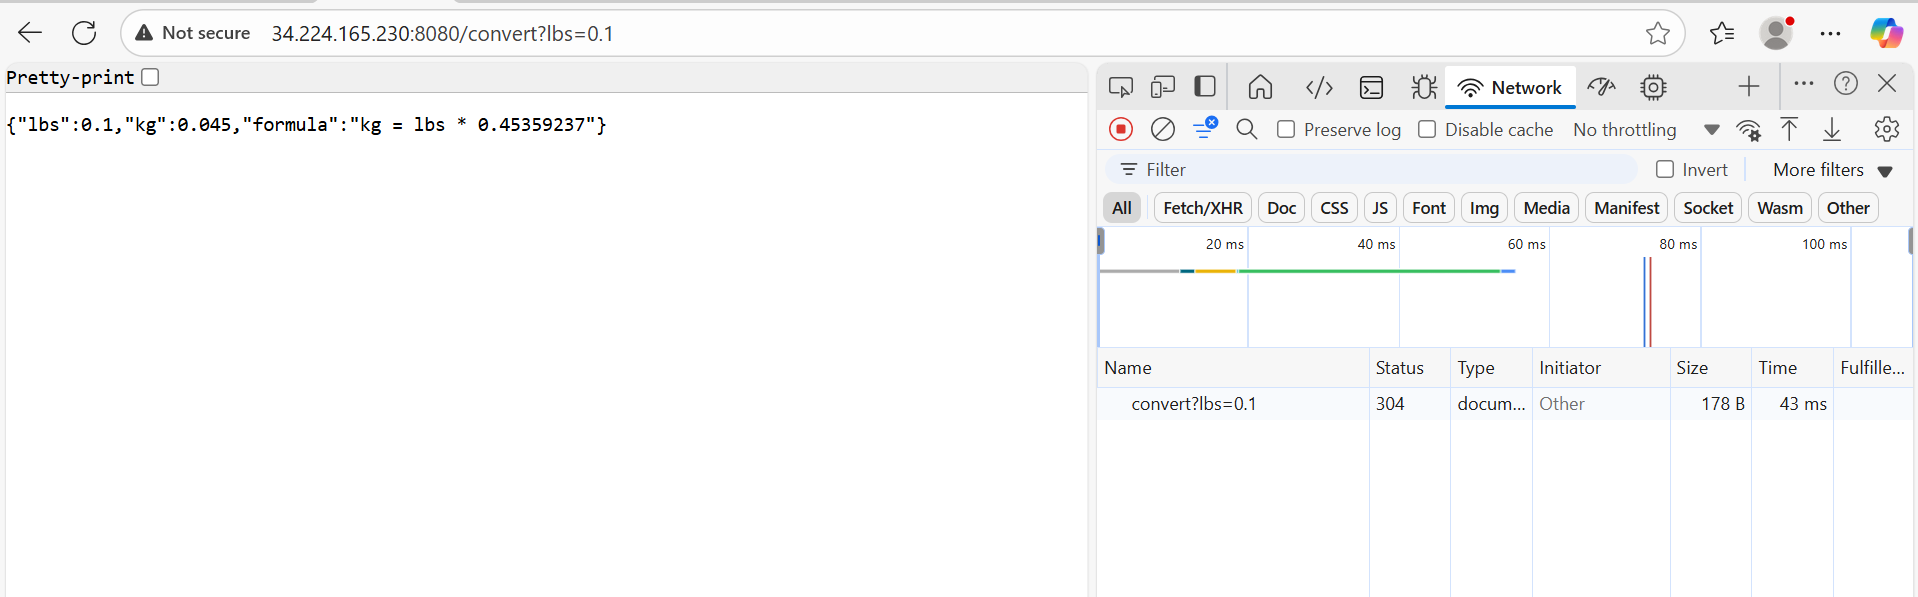 Not secure 34.224.165.230:8080/convert?lbs=0.1
Pretty-print
{"lbs":0.1,"kg":0.045,"formula":"kg = lbs * 0.45359237"}
Network
Preserve log Disable cache No throttling
Filter Invert More filters
All Fetch/XHR Doc CSS JS Font Img Media Manifest Socket Wasm Other
20 ms 40 ms 60 ms 80 ms 100 ms
Name Status Type Initiator Size Time Fulfille...
convert?lbs=0.1 304 docum... Other 178 B 43 ms